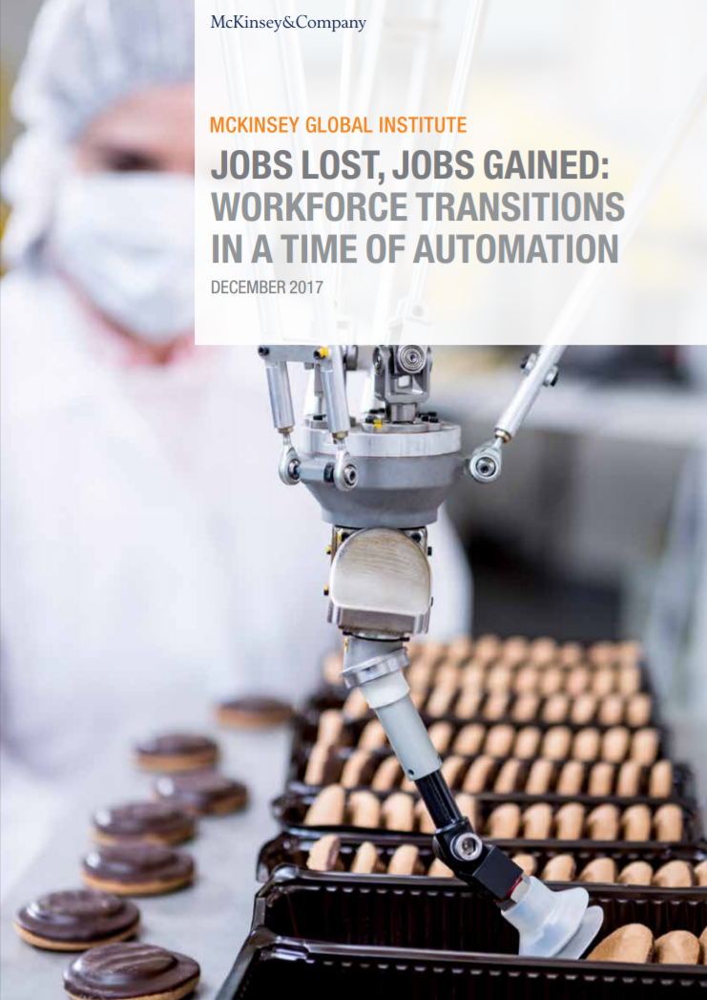 McKinsey&Company
MCKINSEY GLOBAL INSTITUTE
JOBS LOST, JOBS GAINED:
WORKFORCE TRANSITIONS
IN A TIME OF AUTOMATION
DECEMBER 2017